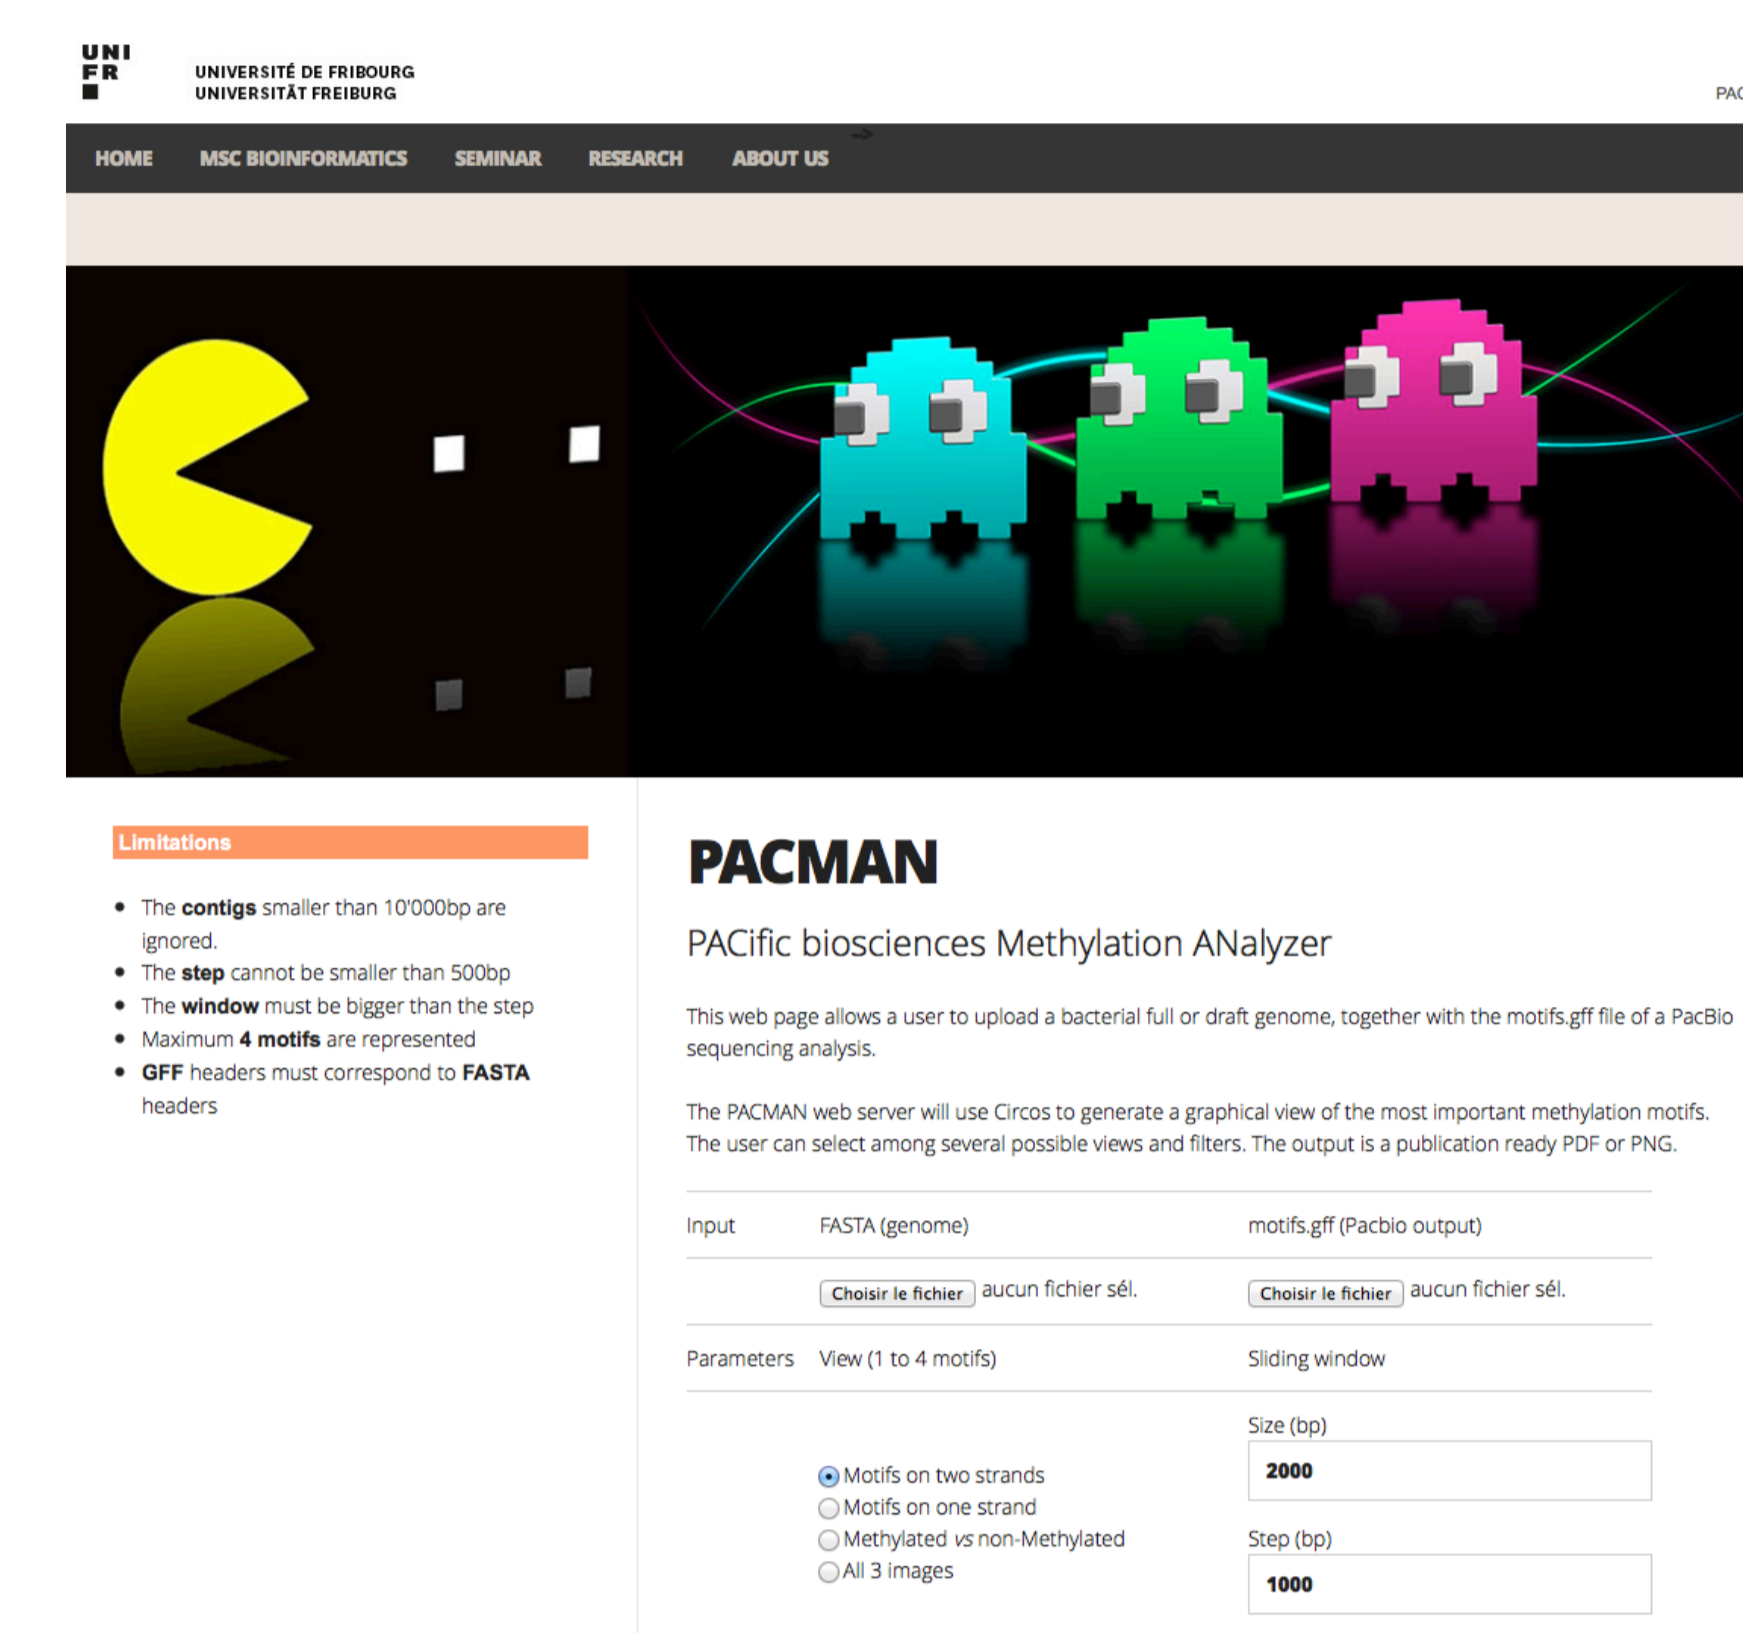 UNI
FR
UNIVERSITÉ DE FRIBOURG
UNIVERSITÄT FREIBURG
-->
HOME MSC BIOINFORMATICS SEMINAR RESEARCH ABOUT US
Limitations
• The contigs smaller than 10'000bp are
ignored.
• The step cannot be smaller than 500bp
• The window must be bigger than the step
• Maximum 4 motifs are represented
• GFF headers must correspond to FASTA
headers
PACMAN
PACific biosciences Methylation ANalyzer
This web page allows a user to upload a bacterial full or draft genome, together with the motifs.gff file of a PacBio
sequencing analysis.
The PACMAN web server will use Circos to generate a graphical view of the most important methylation motifs.
The user can select among several possible views and filters. The output is a publication ready PDF or PNG.
Input FASTA (genome) motifs.gff (Pacbio output)
Choisir le fichier aucun fichier sél. Choisir le fichier aucun fichier sél.
Parameters View (1 to 4 motifs) Sliding window
Size (bp)
2000
Motifs on two strands
Motifs on one strand
Methylated vs non-Methylated
All 3 images
Step (bp)
1000